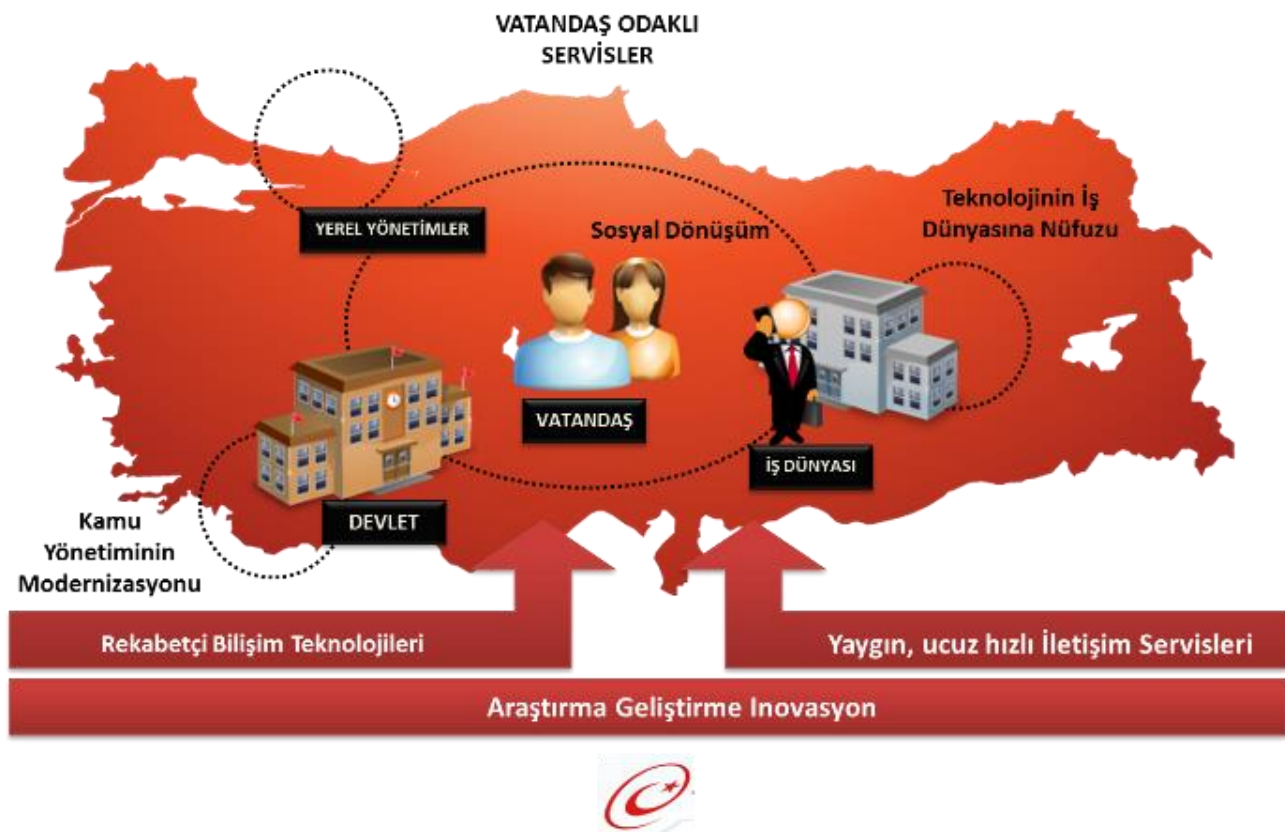 VATANDAŞ ODAKLI
SERVİSLER
YEREL YÖNETİMLER
Sosyal Dönüşüm
Teknolojinin İş
Dünyasına Nüfuzu
VATANDAŞ
İŞ DÜNYASI
DEVLET
Kamu
Yönetiminin
Modernizasyonu
Rekabetçi Bilişim Teknolojileri
Yaygın, ucuz hızlı İletişim Servisleri
Araştırma Geliştirme Inovasyon